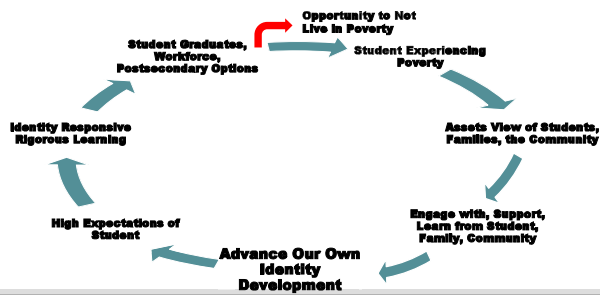 Opportunity to Not
Live in Poverty
Student Graduates,
Workforce,
Postsecondary Options
Student Experiencing
Poverty
Identity Responsive
Rigorous Learning
Assets View of Students,
Families, the Community
High Expectations of
Student
Engage with, Support,
Learn from Student,
Family, Community
Advance Our Own
Identity
Development